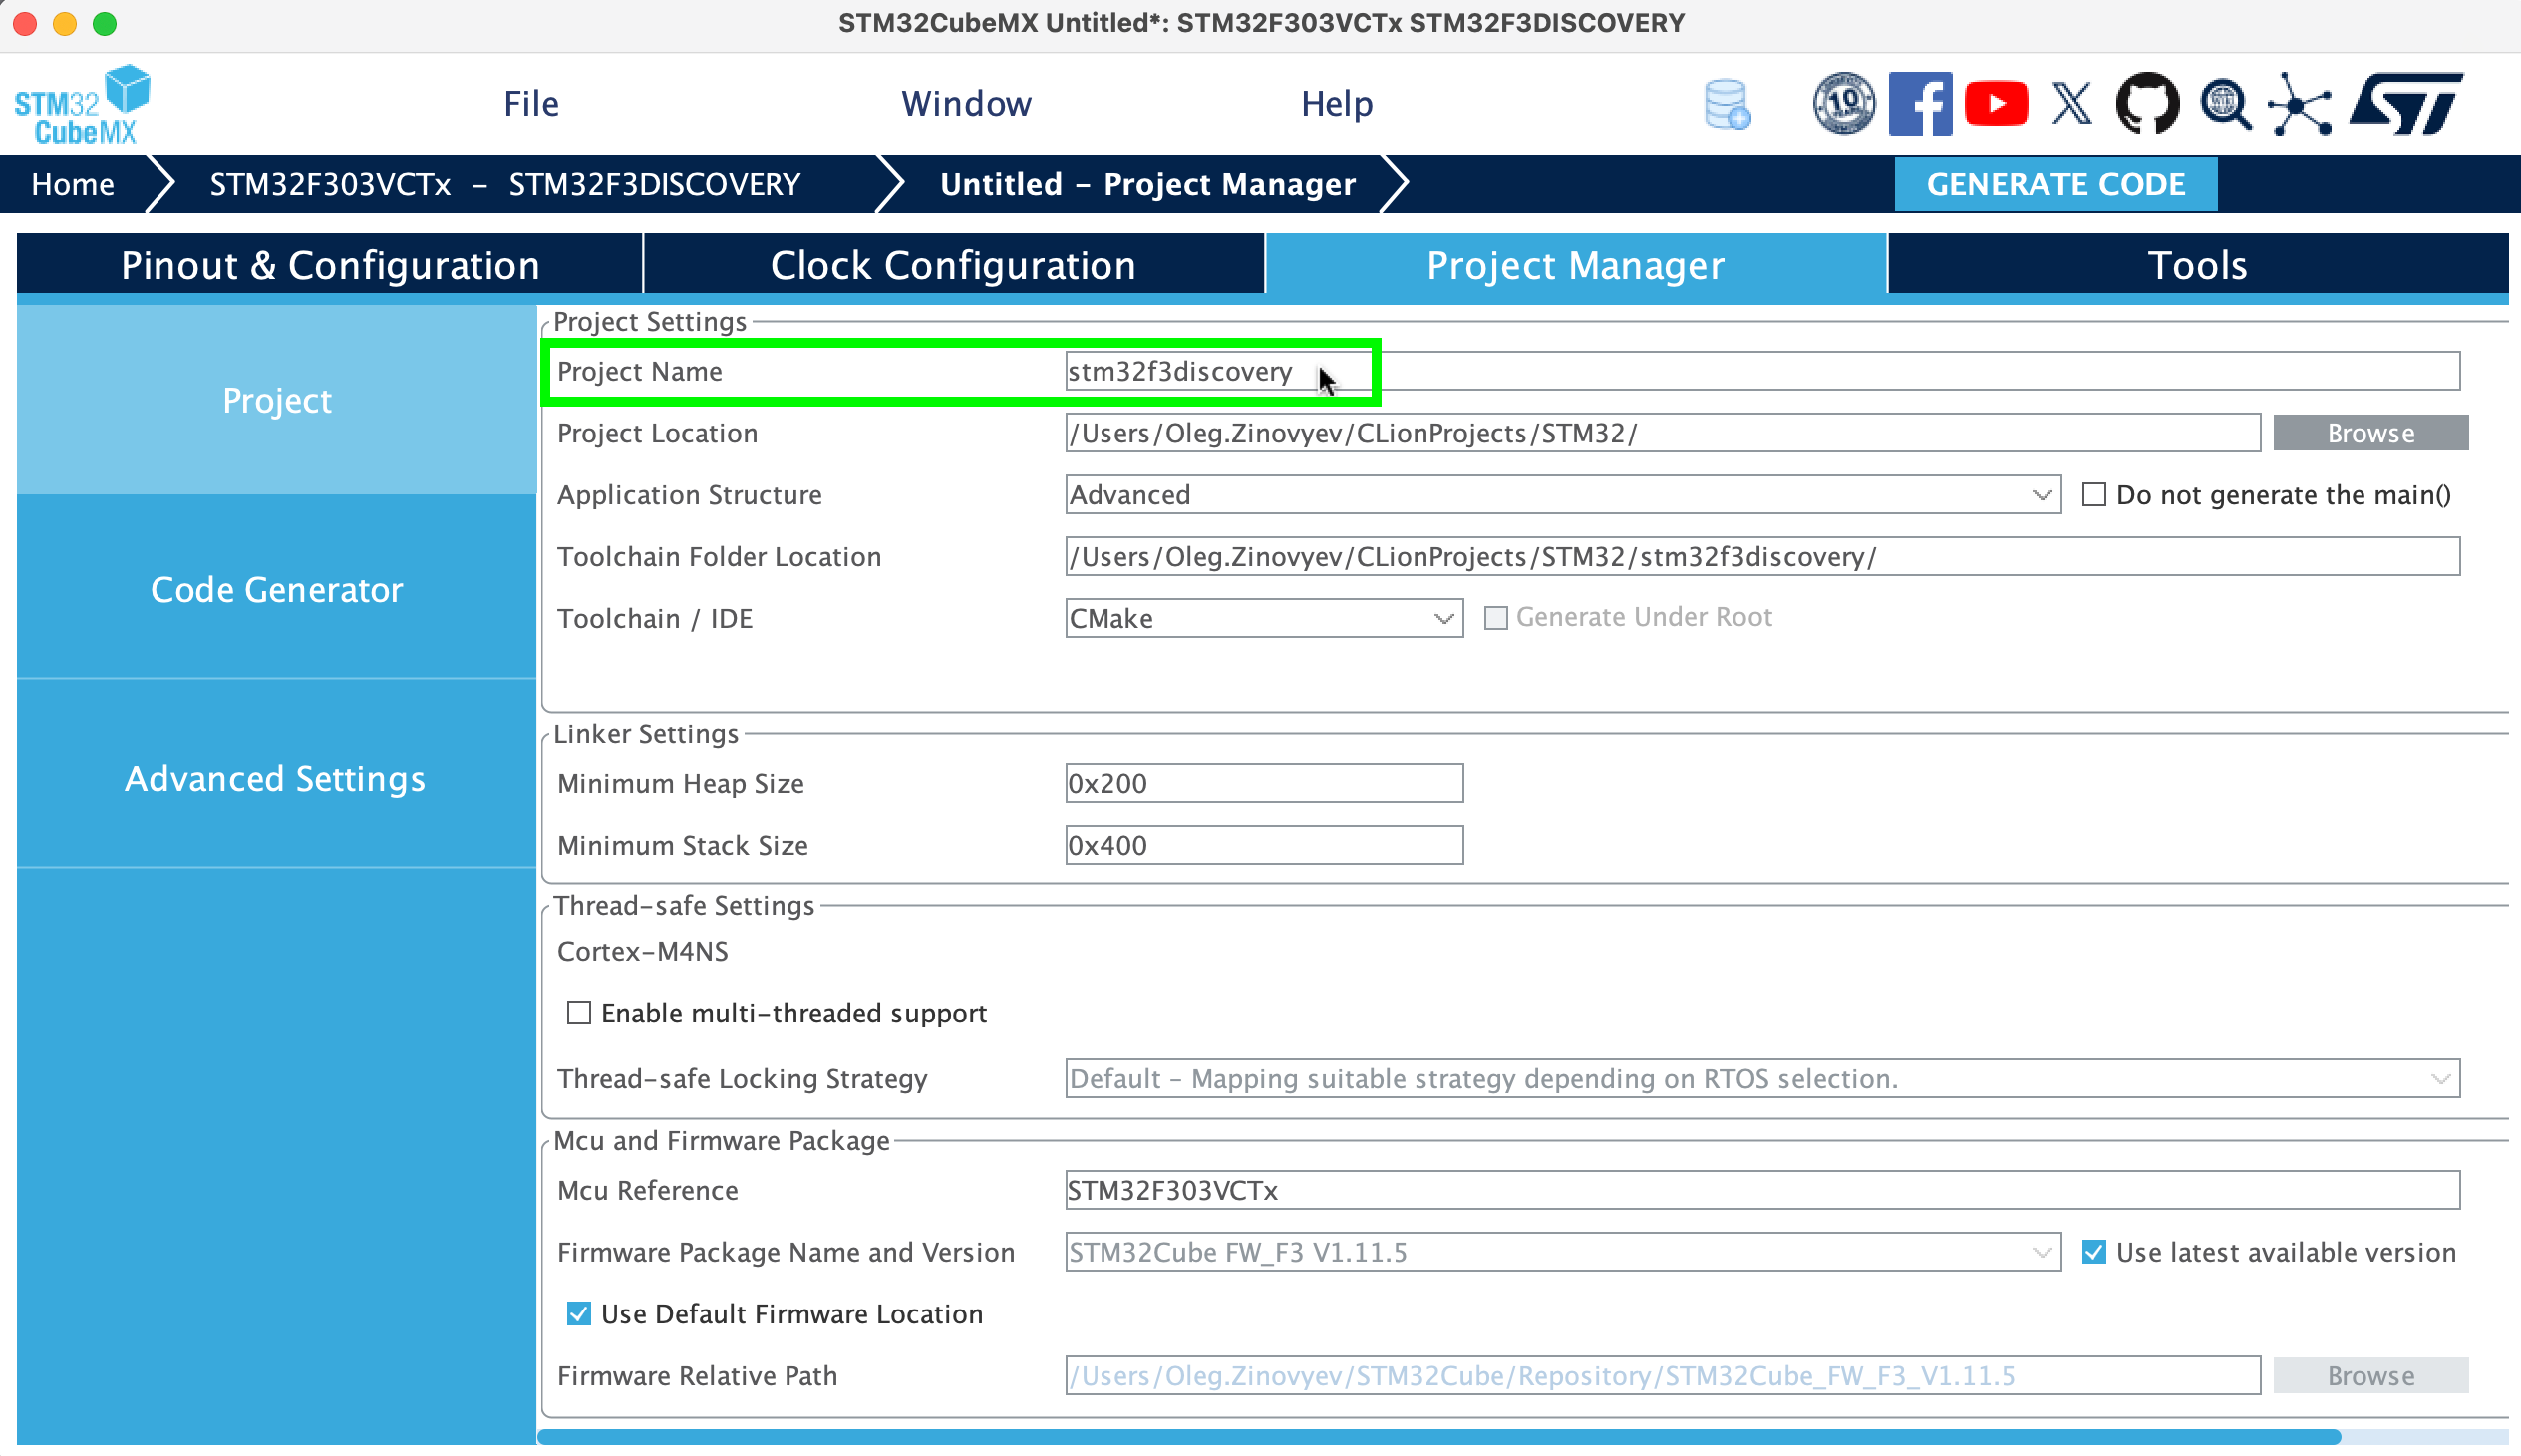 STM32CubeMX Untitled*: STM32F303VCTx STM32F3DISCOVERY
STM32
CubeMX
File Window Help
10
Home STM32F303VCTx – STM32F3DISCOVERY Untitled – Project Manager GENERATE CODE
Pinout & Configuration Clock Configuration Project Manager Tools
Project
Code Generator
Advanced Settings
Project Settings
Project Name stm32f3discovery
Project Location /Users/Oleg.Zinovyev/CLionProjects/STM32/ Browse
Application Structure Advanced Do not generate the main()
Toolchain Folder Location /Users/Oleg.Zinovyev/CLionProjects/STM32/stm32f3discovery/
Toolchain / IDE CMake Generate Under Root
Linker Settings
Minimum Heap Size 0x200
Minimum Stack Size 0x400
Thread-safe Settings
Cortex-M4NS
Enable multi-threaded support
Thread-safe Locking Strategy Default – Mapping suitable strategy depending on RTOS selection.
Mcu and Firmware Package
Mcu Reference STM32F303VCTx
Firmware Package Name and Version STM32Cube FW_F3 V1.11.5 Use latest available version
Use Default Firmware Location
Firmware Relative Path /Users/Oleg.Zinovyev/STM32Cube/Repository/STM32Cube_FW_F3_V1.11.5 Browse